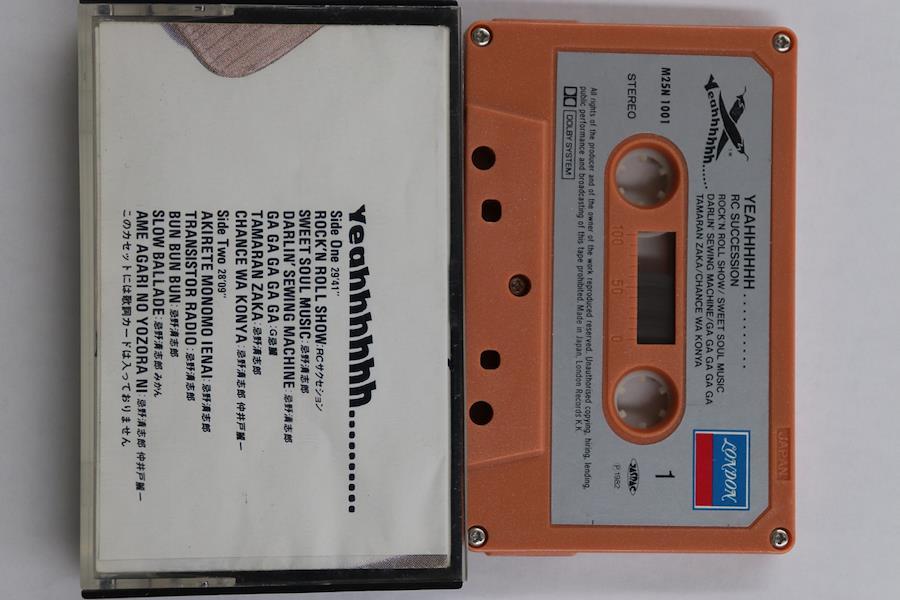 Yeahhhhhh..........
Side One 29'41"
ROCK'N ROLL SHOW:RCサクセション
SWEET SOUL MUSIC:忌野清志郎
DARLIN' SEWING MACHINE:忌野清志郎
GA GA GA GA GA:G忌麗
TAMARAN ZAKA:忌野清志郎
CHANCE WA KONYA:忌野清志郎 仲井戸麗一
Side Two 28'09"
AKIRETE MONOMO IENAI:忌野清志郎
TRANSISTOR RADIO:忌野清志郎
BUN BUN BUN:忌野清志郎
SLOW BALLADE:忌野清志郎 みかん
AME AGARI NO YOZORA NI:忌野清志郎 仲井戸麗一
このカセットには歌詞カードは入っておりません
Yeahhhhhh......
TM
YEAHHHHHH..........
RC SUCCESSION
ROCK'N ROLL SHOW/SWEET SOUL MUSIC
DARLIN' SEWING MACHINE/GA GA GA GA GA
TAMARAN ZAKA/CHANCE WA KONYA
M25N 1001
STEREO
100 50 0
LONDON
1
JASRAC
℗1982
All rights of the producer and of the owner of the work reproduced reserved. Unauthorised copying, hiring, lending,
public performance and broadcasting of this tape prohibited. Made in Japan, London Records K.K.
DOLBY SYSTEM
JAPAN